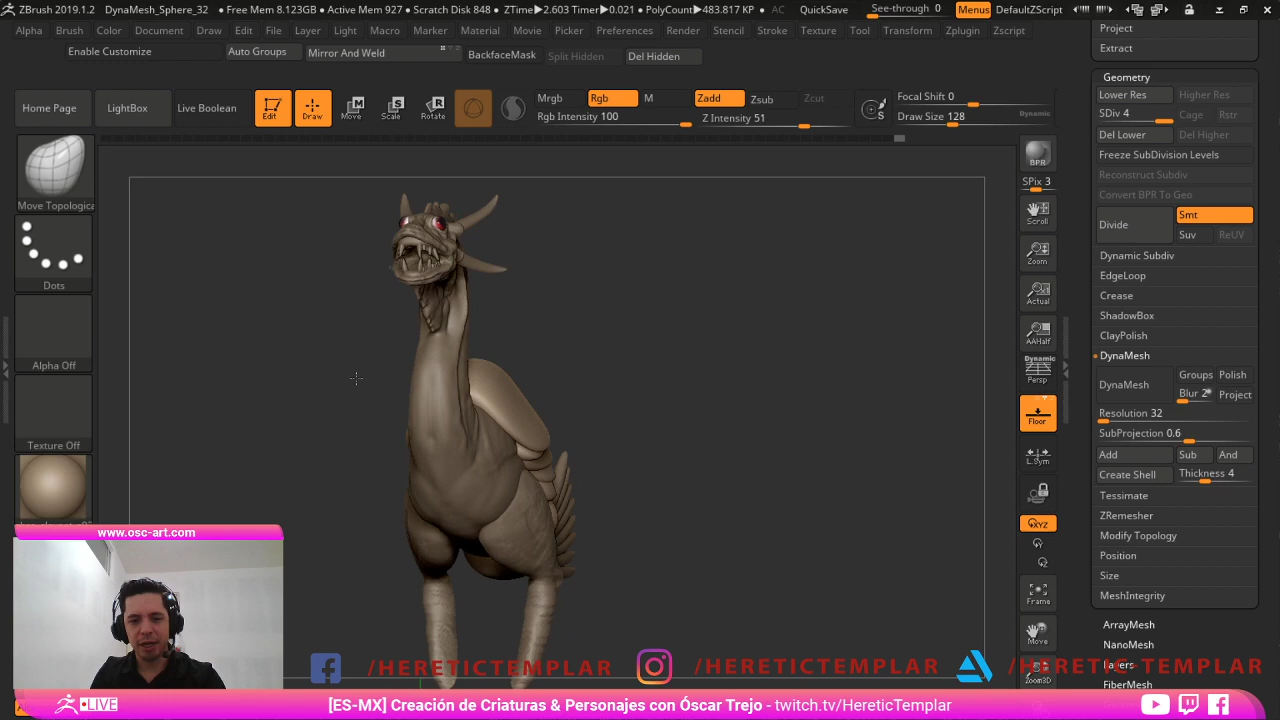 ZBrush 2019.1.2 DynaMesh_Sphere_32 • Free Mem 8.123GB • Active Mem 927 • Scratch Disk 848 • ZTime▶2.603 Timer▶0.021 • PolyCount▶483.817 KP • AC QuickSave See-through 0 Menus DefaultZScript
Alpha Brush Color Document Draw Edit File Layer Light Macro Marker Material Movie Picker Preferences Render Stencil Stroke Texture Tool Transform Zplugin Zscript
Enable Customize Auto Groups Mirror And Weld BackfaceMask Split Hidden Del Hidden
Home Page LightBox Live Boolean Edit Draw Move Scale Rotate
Mrgb Rgb M Zadd Zsub Zcut Focal Shift 0
Rgb Intensity 100 Z Intensity 51 Draw Size 128 Dynamic
Move Topologica
Dots
Alpha Off
Texture Off
BPR
SPix 3
Scroll
Zoom
Actual
AAHalf
Dynamic
Persp
Floor
L.Sym
XYZ
Frame
Move
Zoom3D
Project
Extract
Geometry
Lower Res Higher Res
SDiv 4 Cage Rstr
Del Lower Del Higher
Freeze SubDivision Levels
Reconstruct Subdiv
Convert BPR To Geo
Divide Smt
Suv ReUV
Dynamic Subdiv
EdgeLoop
Crease
ShadowBox
ClayPolish
DynaMesh
DynaMesh Groups Polish
Blur 2 Project
Resolution 32
SubProjection 0.6
Add Sub And
Create Shell Thickness 4
Tessimate
ZRemesher
Modify Topology
Position
Size
MeshIntegrity
ArrayMesh
NanoMesh
Layers
FiberMesh
www.osc-art.com
/HERETICTEMPLAR /HERETICTEMPLAR /HERETIC-TEMPLAR
LIVE [ES-MX] Creación de Criaturas & Personajes con Óscar Trejo - twitch.tv/HereticTemplar